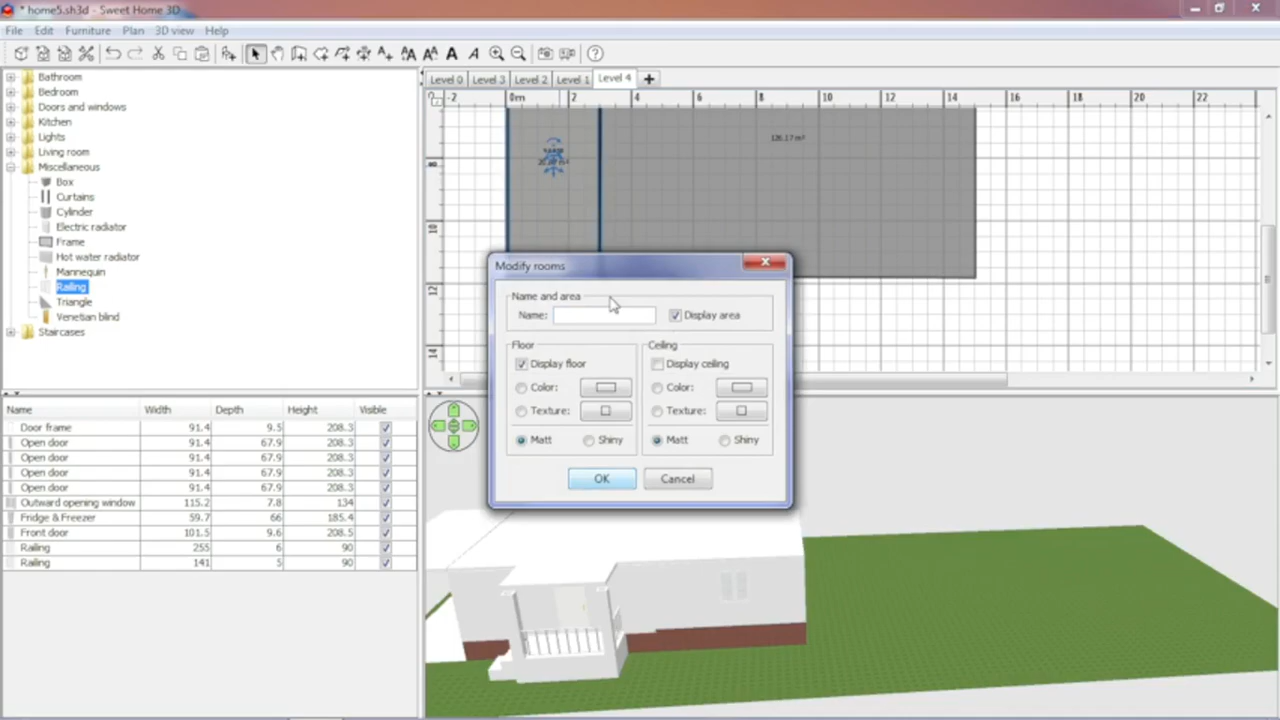 * home5.sh3d - Sweet Home 3D
File Edit Furniture Plan 3D view Help
Bathroom
Bedroom
Doors and windows
Kitchen
Lights
Living room
Miscellaneous
Box
Curtains
Cylinder
Electric radiator
Frame
Hot water radiator
Mannequin
Railing
Triangle
Venetian blind
Staircases
Name Width Depth Height Visible
Door frame 91.4 9.5 208.3
Open door 91.4 67.9 208.3
Open door 91.4 67.9 208.3
Open door 91.4 67.9 208.3
Open door 91.4 67.9 208.3
Outward opening window 115.2 7.8 134
Fridge & Freezer 59.7 66 185.4
Front door 101.5 9.6 208.5
Railing 255 6 90
Railing 141 5 90
Level 0 Level 3 Level 2 Level 1 Level 4
-2 0m 2 4 6 8 10 12 14 16 18 20 22
8
10
12
14
126.17 m²
Modify rooms
Name and area
Name: Display area
Floor
Display floor
Color:
Texture:
Matt Shiny
Ceiling
Display ceiling
Color:
Texture:
Matt Shiny
OK Cancel